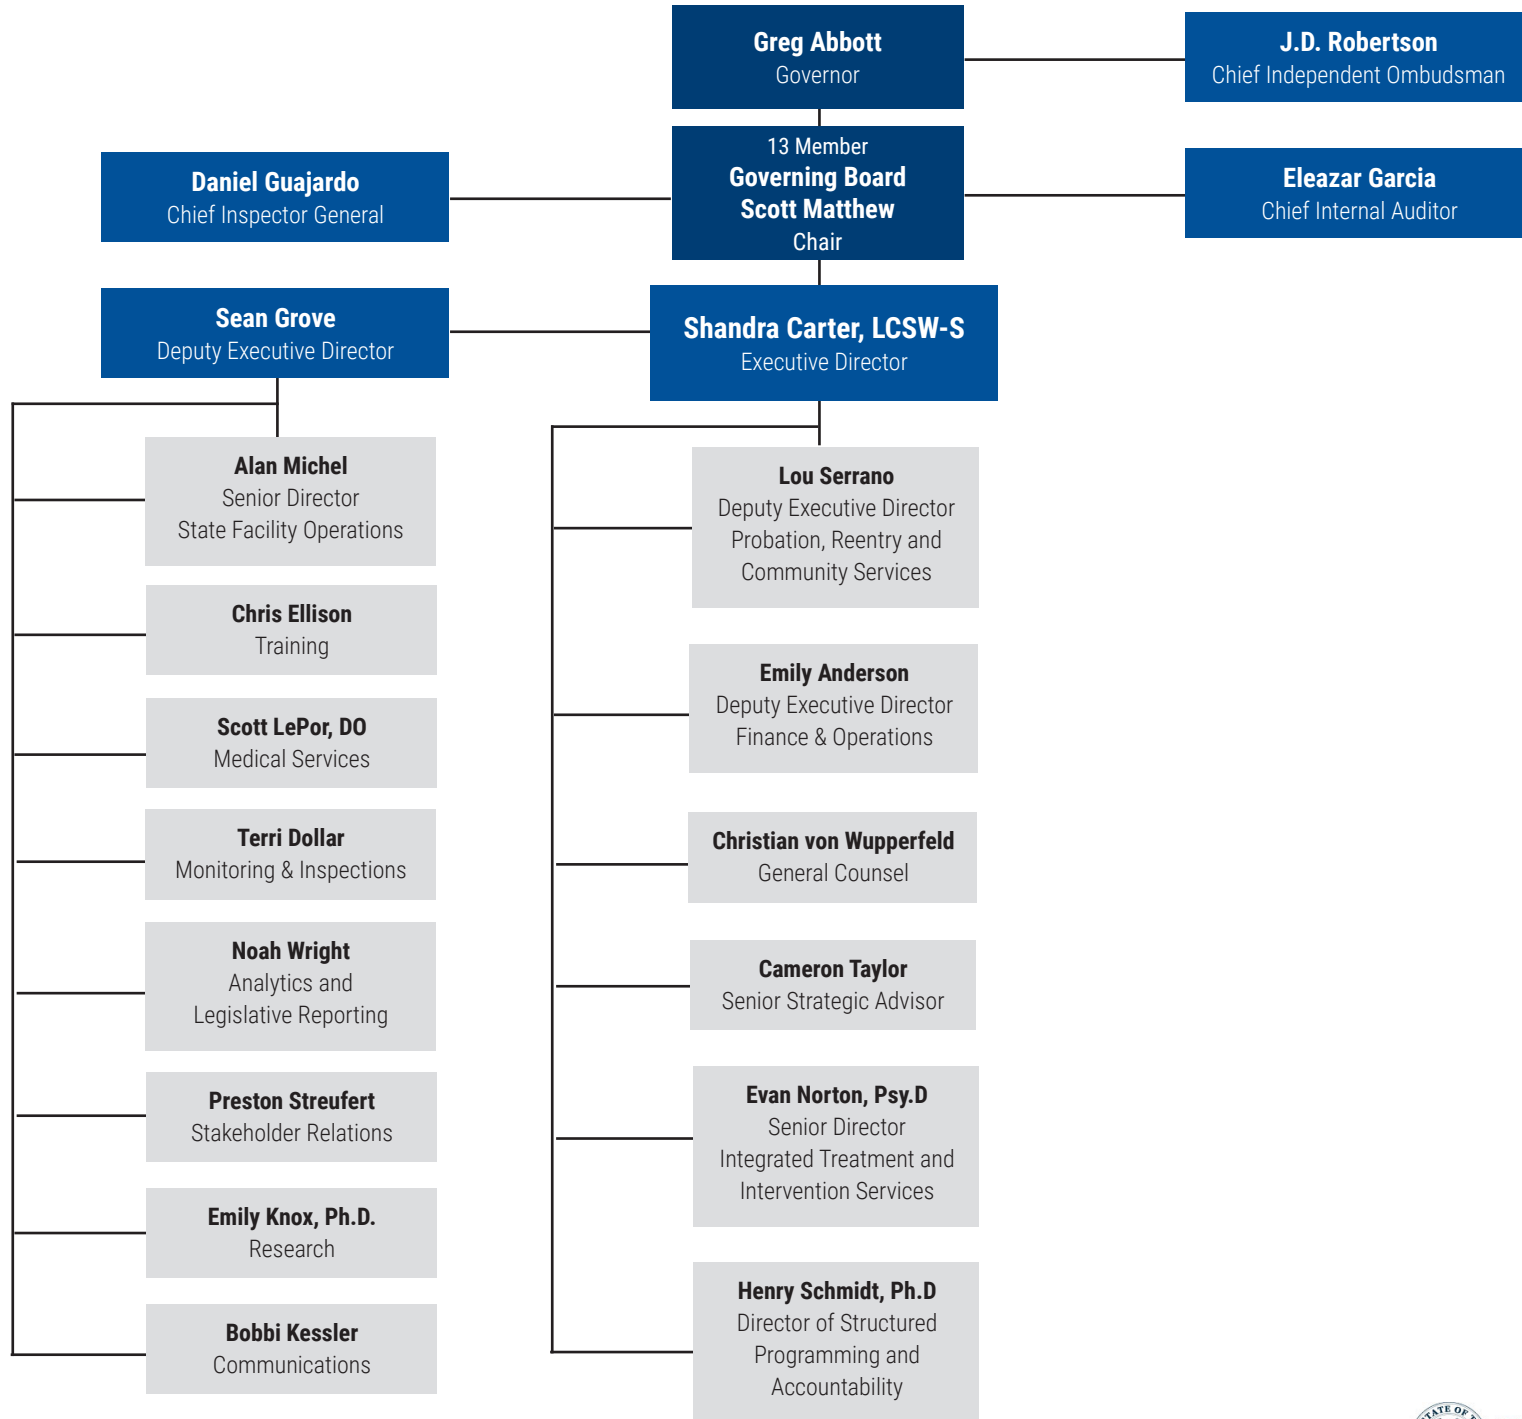 Greg Abbott
Governor
J.D. Robertson
Chief Independent Ombudsman
13 Member
Governing Board
Scott Matthew
Chair
Daniel Guajardo
Chief Inspector General
Eleazar Garcia
Chief Internal Auditor
Sean Grove
Deputy Executive Director
Shandra Carter, LCSW-S
Executive Director
Alan Michel
Senior Director
State Facility Operations
Chris Ellison
Training
Scott LePor, DO
Medical Services
Terri Dollar
Monitoring & Inspections
Noah Wright
Analytics and
Legislative Reporting
Preston Streufert
Stakeholder Relations
Emily Knox, Ph.D.
Research
Bobbi Kessler
Communications
Lou Serrano
Deputy Executive Director
Probation, Reentry and
Community Services
Emily Anderson
Deputy Executive Director
Finance & Operations
Christian von Wupperfeld
General Counsel
Cameron Taylor
Senior Strategic Advisor
Evan Norton, Psy.D
Senior Director
Integrated Treatment and
Intervention Services
Henry Schmidt, Ph.D
Director of Structured
Programming and
Accountability
STATE OF